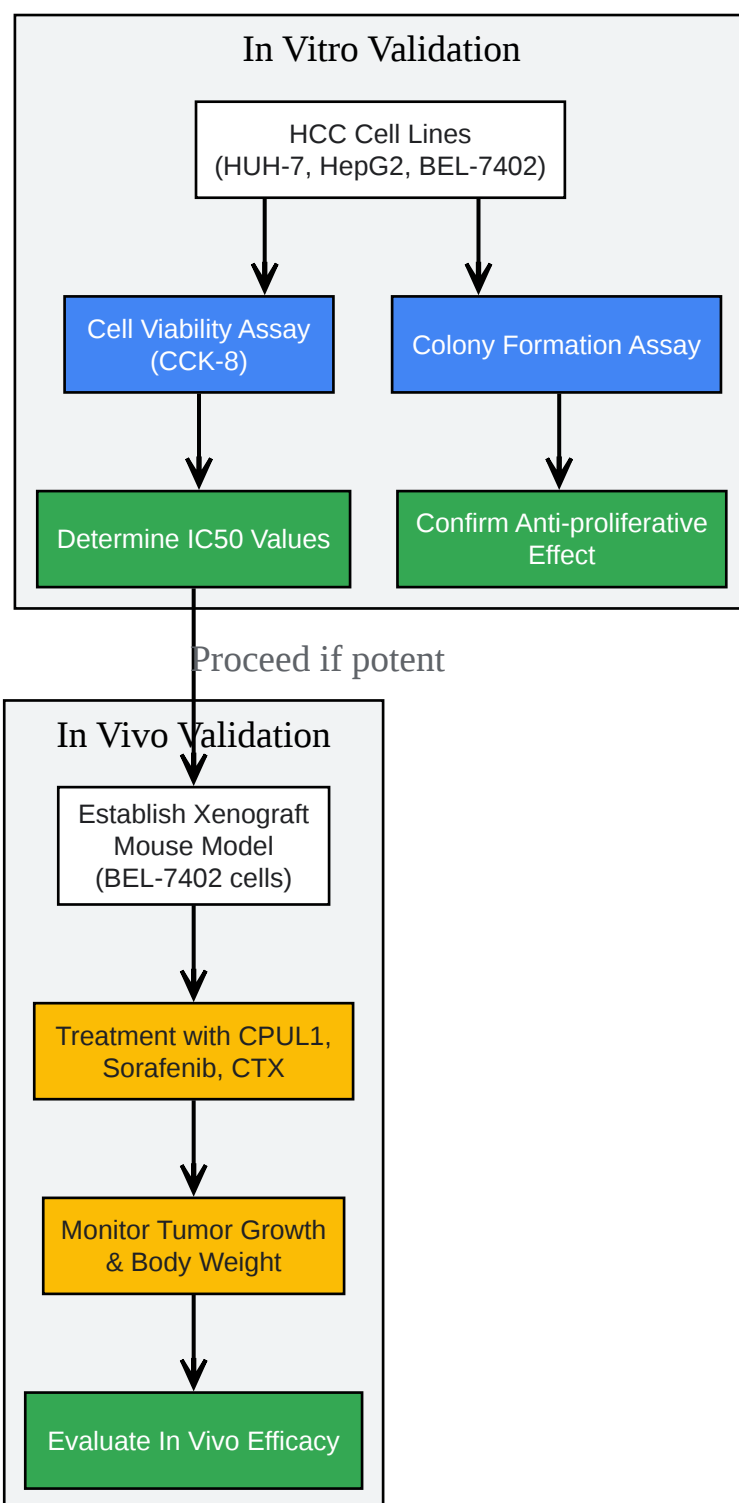 In Vitro Validation
HCC Cell Lines
(HUH-7, HepG2, BEL-7402)
Cell Viability Assay
(CCK-8)
Colony Formation Assay
Determine IC50 Values
Confirm Anti-proliferative
Effect
Proceed if potent
In Vivo Validation
Establish Xenograft
Mouse Model
(BEL-7402 cells)
Treatment with CPUL1,
Sorafenib, CTX
Monitor Tumor Growth
& Body Weight
Evaluate In Vivo Efficacy